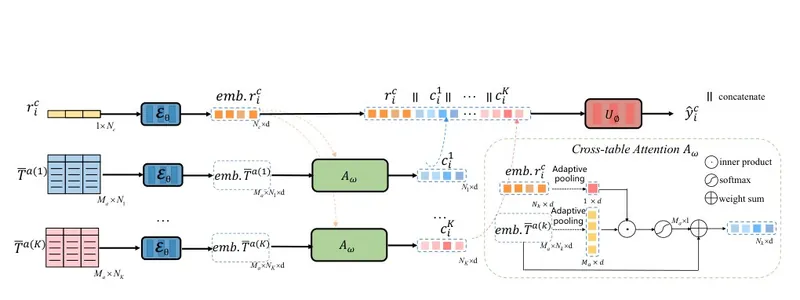 r_i^c
1×N_c
ℰ_θ
emb.r_i^c
N_c×d
r_i^c || c_i^1 || ⋯ || c_i^K
N_c×d
U_ø
ŷ_i^c
|| concatenate
T̅^a(1)
M_a×N_1
ℰ_θ
emb.T̅^a(1)
M_a×N_1×d
A_ω
c_i^1
N_1×d
⋯
⋯
T̅^a(K)
M_a×N_K
ℰ_θ
emb.T̅^a(K)
M_a×N_K×d
A_ω
c_i^K
N_K×d
Cross-table Attention A_ω
emb.r_i^c
N_k × d
Adaptive
pooling
1 × d
inner product
softmax
weight sum
emb.T̅^a(k)
M_a×N_k×d
Adaptive
pooling
M_a × d
M_a×1
N_k×d